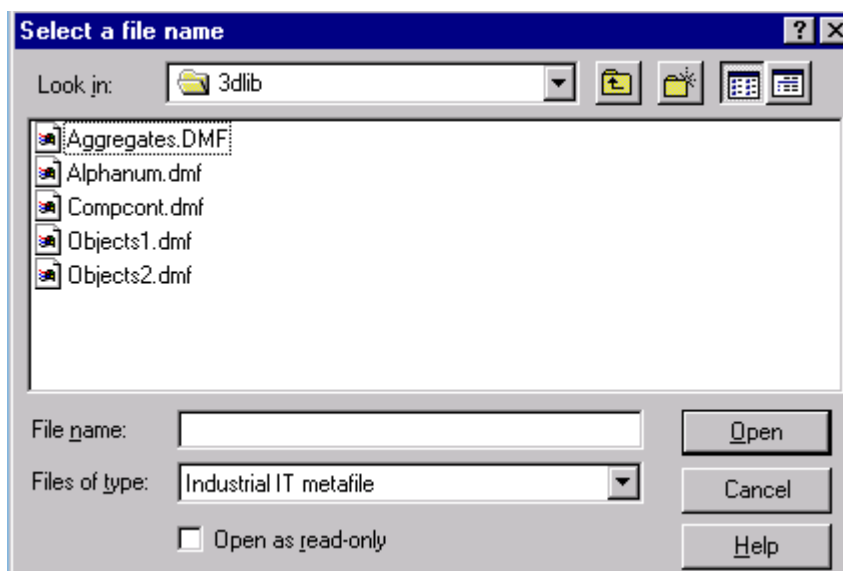 Select a file name
Look in: 3dlib
Aggregates.DMF
Alphanum.dmf
Compcont.dmf
Objects1.dmf
Objects2.dmf
File name: Open
Files of type: Industrial IT metafile Cancel
Open as read-only Help